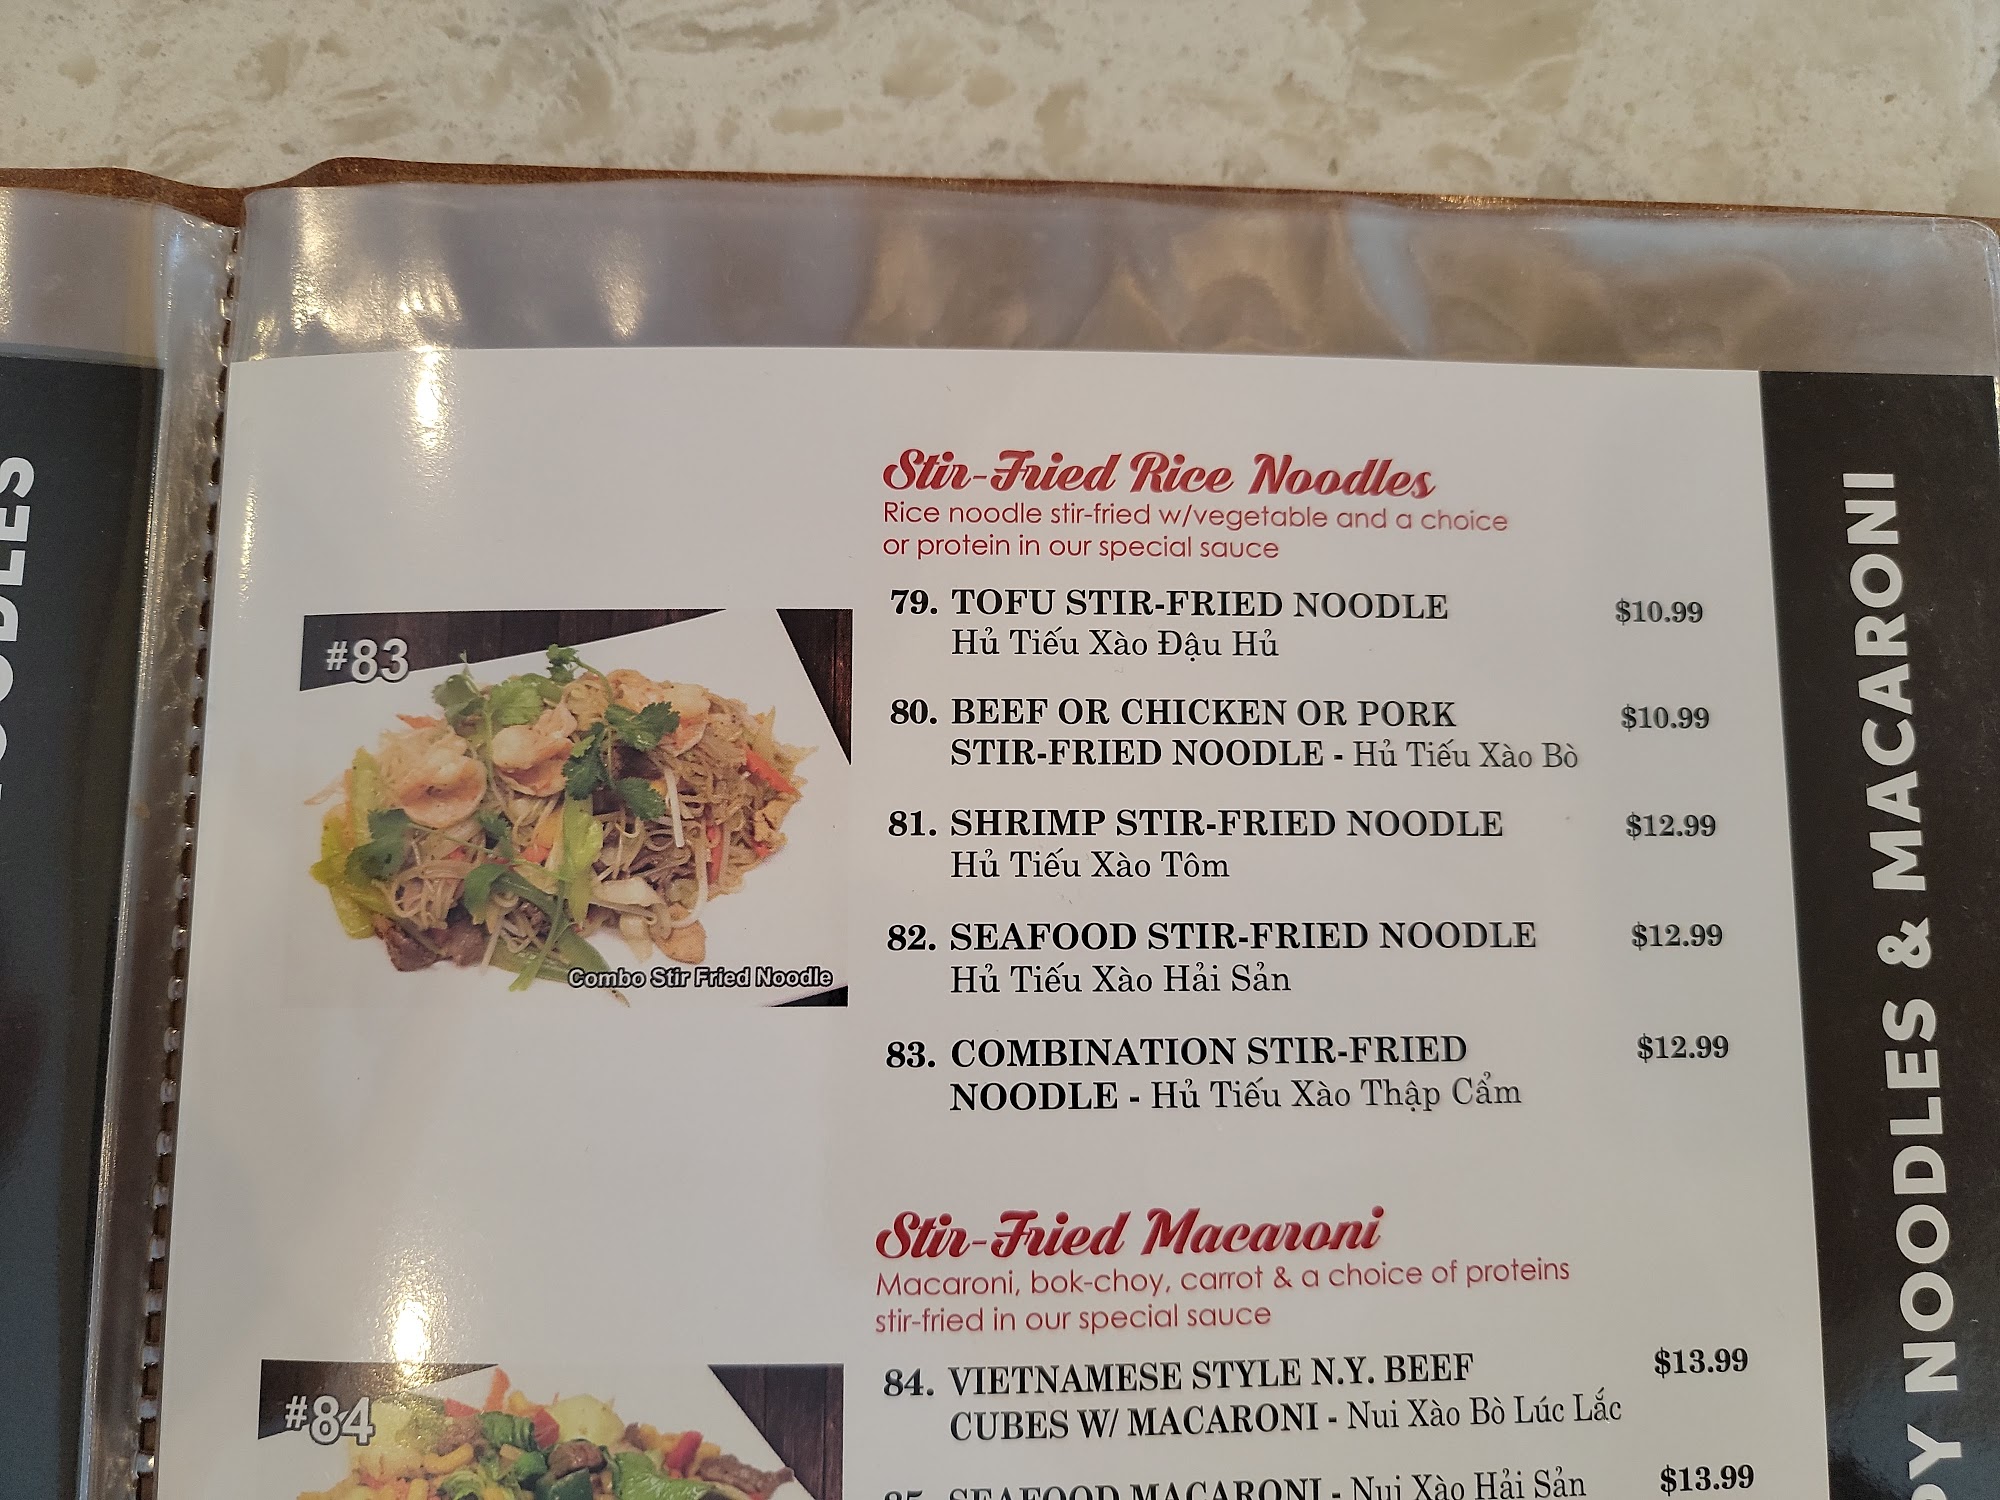 Stir-Fried Rice Noodles
Rice noodle stir-fried w/vegetable and a choice
or protein in our special sauce
79. TOFU STIR-FRIED NOODLE $10.99
Hủ Tiếu Xào Đậu Hủ
80. BEEF OR CHICKEN OR PORK $10.99
STIR-FRIED NOODLE - Hủ Tiếu Xào Bò
81. SHRIMP STIR-FRIED NOODLE $12.99
Hủ Tiếu Xào Tôm
82. SEAFOOD STIR-FRIED NOODLE $12.99
Hủ Tiếu Xào Hải Sản
83. COMBINATION STIR-FRIED $12.99
NOODLE - Hủ Tiếu Xào Thập Cẩm
#83
Combo Stir Fried Noodle
Stir-Fried Macaroni
Macaroni, bok-choy, carrot & a choice of proteins
stir-fried in our special sauce
84. VIETNAMESE STYLE N.Y. BEEF $13.99
CUBES W/ MACARONI - Nui Xào Bò Lúc Lắc
85. SEAFOOD MACARONI - Nui Xào Hải Sản $13.99
#84
NOODLES & MACARONI